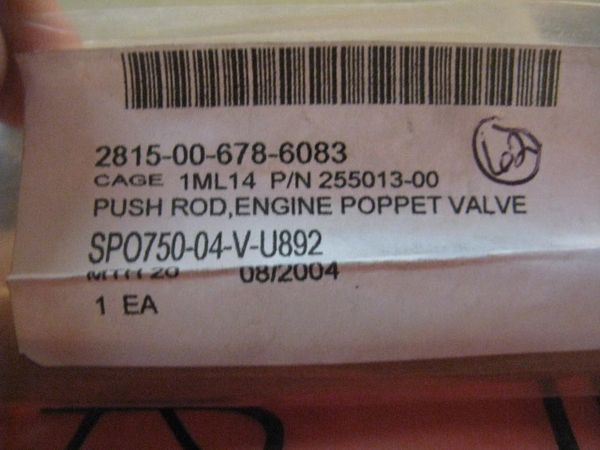 2815-00-678-6083
CAGE 1ML14 P/N 255013-00
PUSH ROD,ENGINE POPPET VALVE
SPO750-04-V-U892
08/2004
1 EA